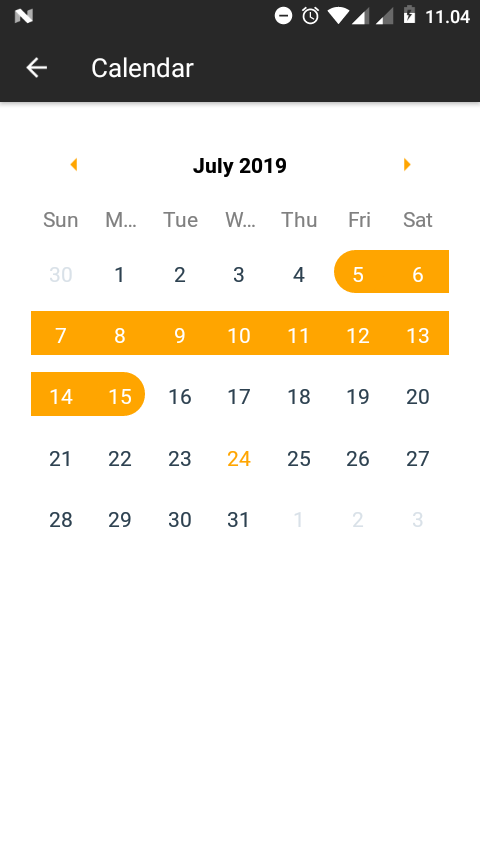 11.04
Calendar
July 2019
Sun M... Tue W... Thu Fri Sat
30 1 2 3 4 5 6
7 8 9 10 11 12 13
14 15 16 17 18 19 20
21 22 23 24 25 26 27
28 29 30 31 1 2 3